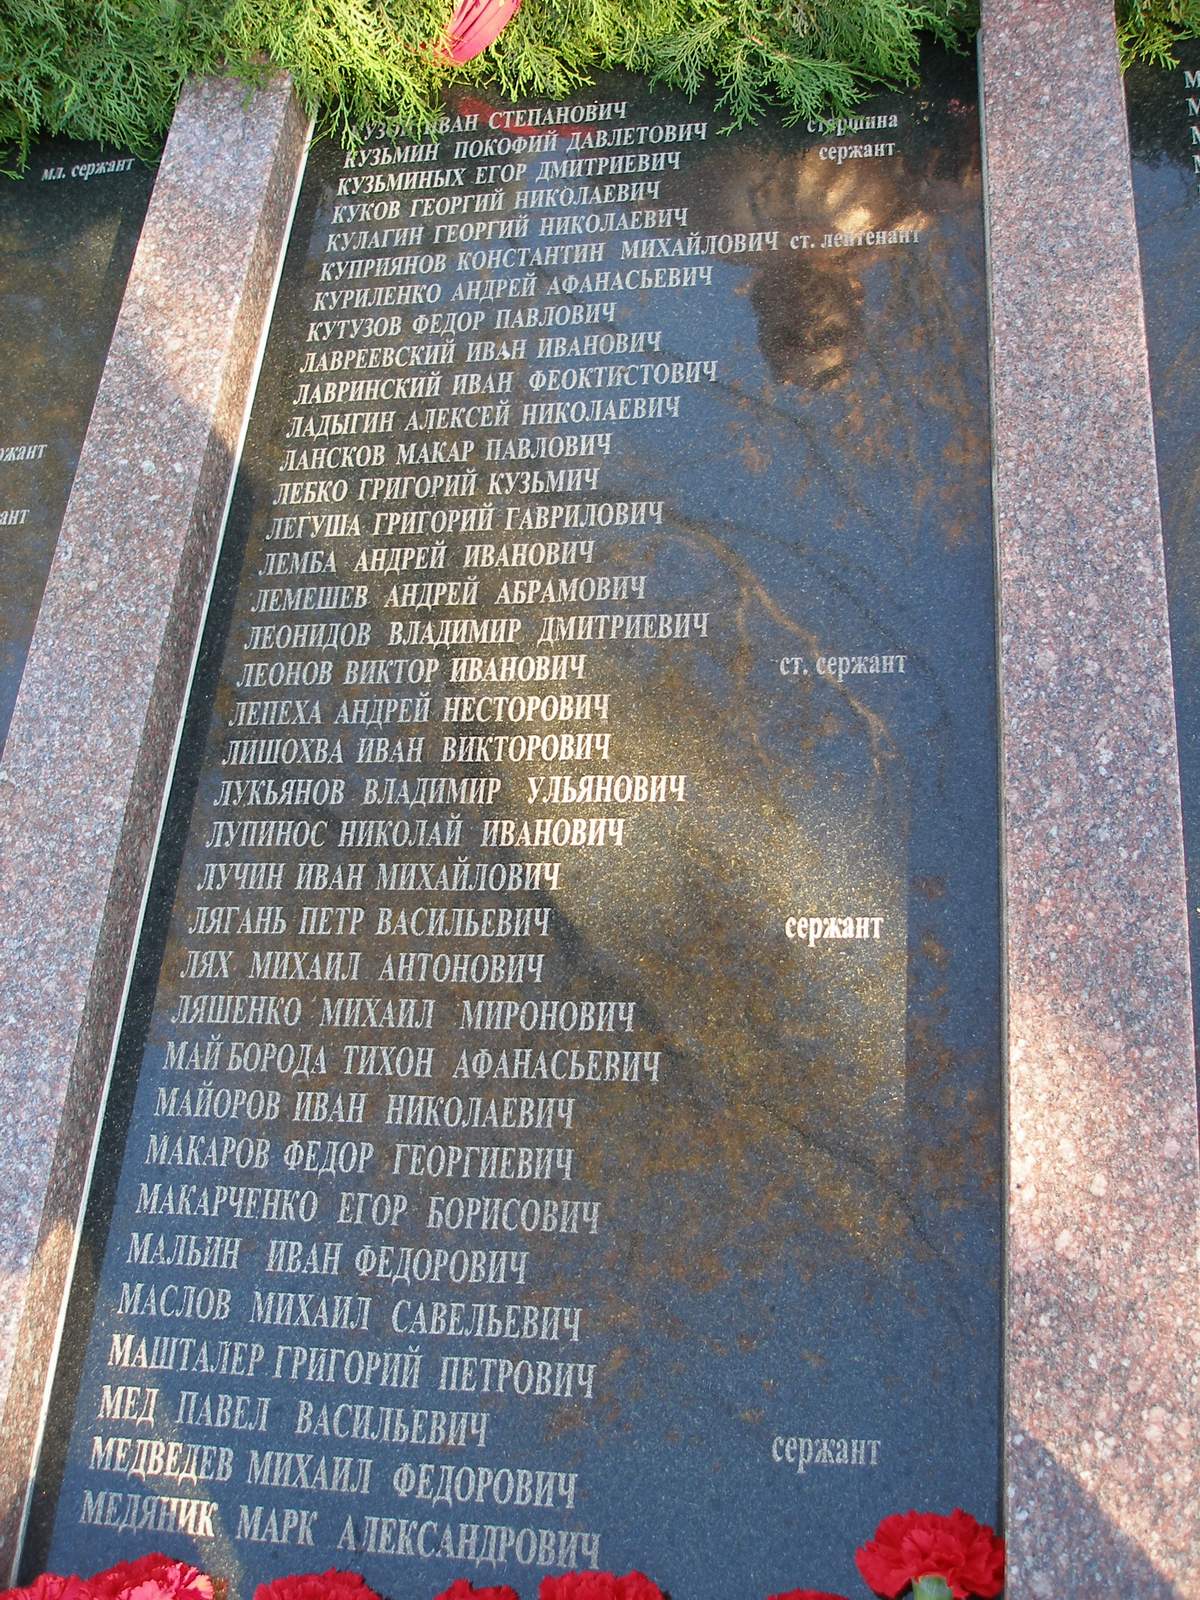 мл. сержант
ИВАН СТЕПАНОВИЧ
КУЗЬМИН ПОКОФИЙ ДАВЛЕТОВИЧ старшина
КУЗЬМИНЫХ ЕГОР ДМИТРИЕВИЧ сержант
КУКОВ ГЕОРГИЙ НИКОЛАЕВИЧ
КУЛАГИН ГЕОРГИЙ НИКОЛАЕВИЧ
КУПРИЯНОВ КОНСТАНТИН МИХАЙЛОВИЧ ст. лейтенант
КУРИЛЕНКО АНДРЕЙ АФАНАСЬЕВИЧ
КУТУЗОВ ФЕДОР ПАВЛОВИЧ
ЛАВРЕЕВСКИЙ ИВАН ИВАНОВИЧ
ЛАВРИНСКИЙ ИВАН ФЕОКТИСТОВИЧ
ЛАДЫГИН АЛЕКСЕЙ НИКОЛАЕВИЧ
ЛАНСКОВ МАКАР ПАВЛОВИЧ
ЛЕБКО ГРИГОРИЙ КУЗЬМИЧ
ЛЕГУША ГРИГОРИЙ ГАВРИЛОВИЧ
ЛЕМБА АНДРЕЙ ИВАНОВИЧ
ЛЕМЕШЕВ АНДРЕЙ АБРАМОВИЧ
ЛЕОНИДОВ ВЛАДИМИР ДМИТРИЕВИЧ
ЛЕОНОВ ВИКТОР ИВАНОВИЧ ст. сержант
ЛЕПЕХА АНДРЕЙ НЕСТОРОВИЧ
ЛИШОХВА ИВАН ВИКТОРОВИЧ
ЛУКЬЯНОВ ВЛАДИМИР УЛЬЯНОВИЧ
ЛУПИНОС НИКОЛАЙ ИВАНОВИЧ
ЛУЧИН ИВАН МИХАЙЛОВИЧ
ЛЯГАНЬ ПЕТР ВАСИЛЬЕВИЧ сержант
ЛЯХ МИХАИЛ АНТОНОВИЧ
ЛЯШЕНКО МИХАИЛ МИРОНОВИЧ
МАЙБОРОДА ТИХОН АФАНАСЬЕВИЧ
МАЙОРОВ ИВАН НИКОЛАЕВИЧ
МАКАРОВ ФЕДОР ГЕОРГИЕВИЧ
МАКАРЧЕНКО ЕГОР БОРИСОВИЧ
МАЛЬИН ИВАН ФЕДОРОВИЧ
МАСЛОВ МИХАИЛ САВЕЛЬЕВИЧ
МАШТАЛЕР ГРИГОРИЙ ПЕТРОВИЧ
МЕД ПАВЕЛ ВАСИЛЬЕВИЧ сержант
МЕДВЕДЕВ МИХАИЛ ФЕДОРОВИЧ
МЕДЯНИК МАРК АЛЕКСАНДРОВИЧ